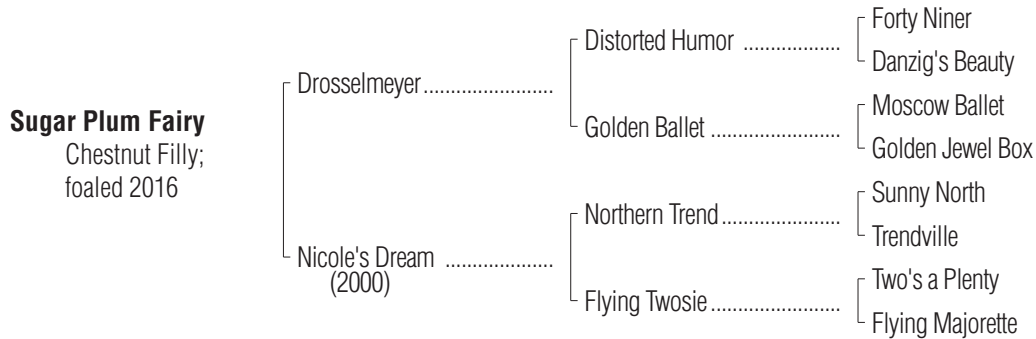 Forty Niner
Distorted Humor ..................
Danzig's Beauty
Drosselmeyer........................
Moscow Ballet
Golden Ballet ........................
Golden Jewel Box
Sugar Plum Fairy
Chestnut Filly;
foaled 2016
Sunny North
Northern Trend......................
Trendville
Nicole's Dream ....................
(2000)
Two's a Plenty
Flying Twosie........................
Flying Majorette